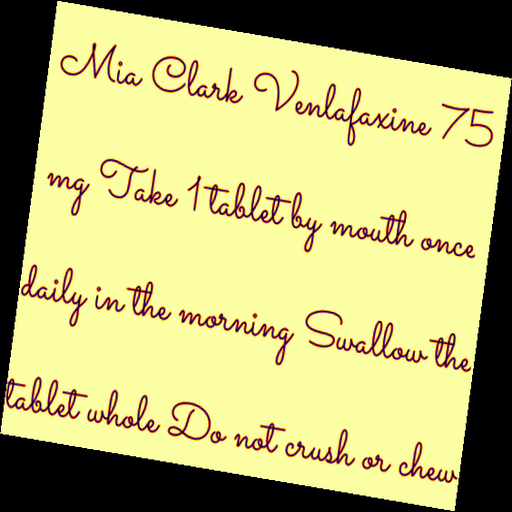 Mia Clark Venlafaxine 75
mg Take 1 tablet by mouth once
daily in the morning Swallow the
tablet whole Do not crush or chew